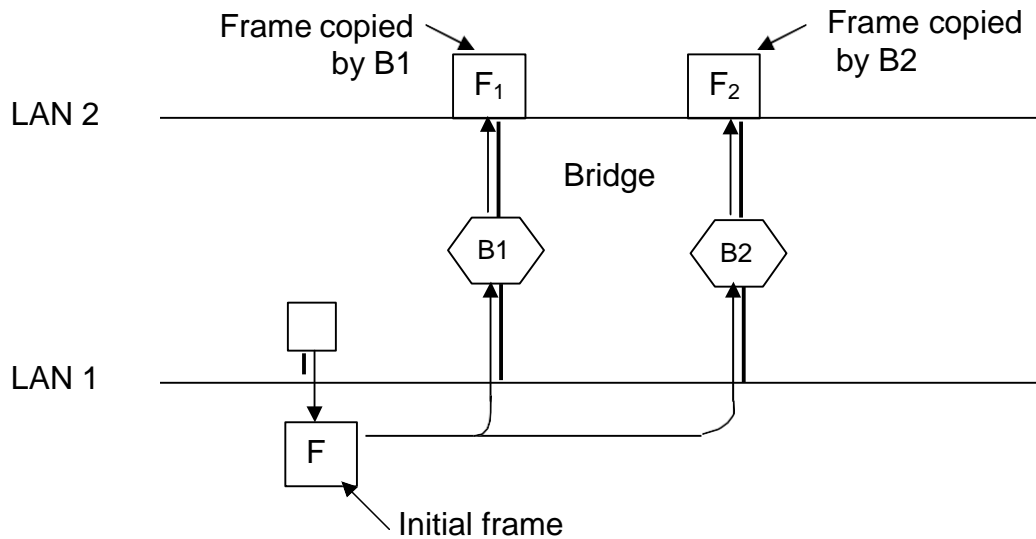 Frame copied
by B1
Frame copied
by B2
F₁
F₂
LAN 2
Bridge
B1
B2
LAN 1
F
Initial frame